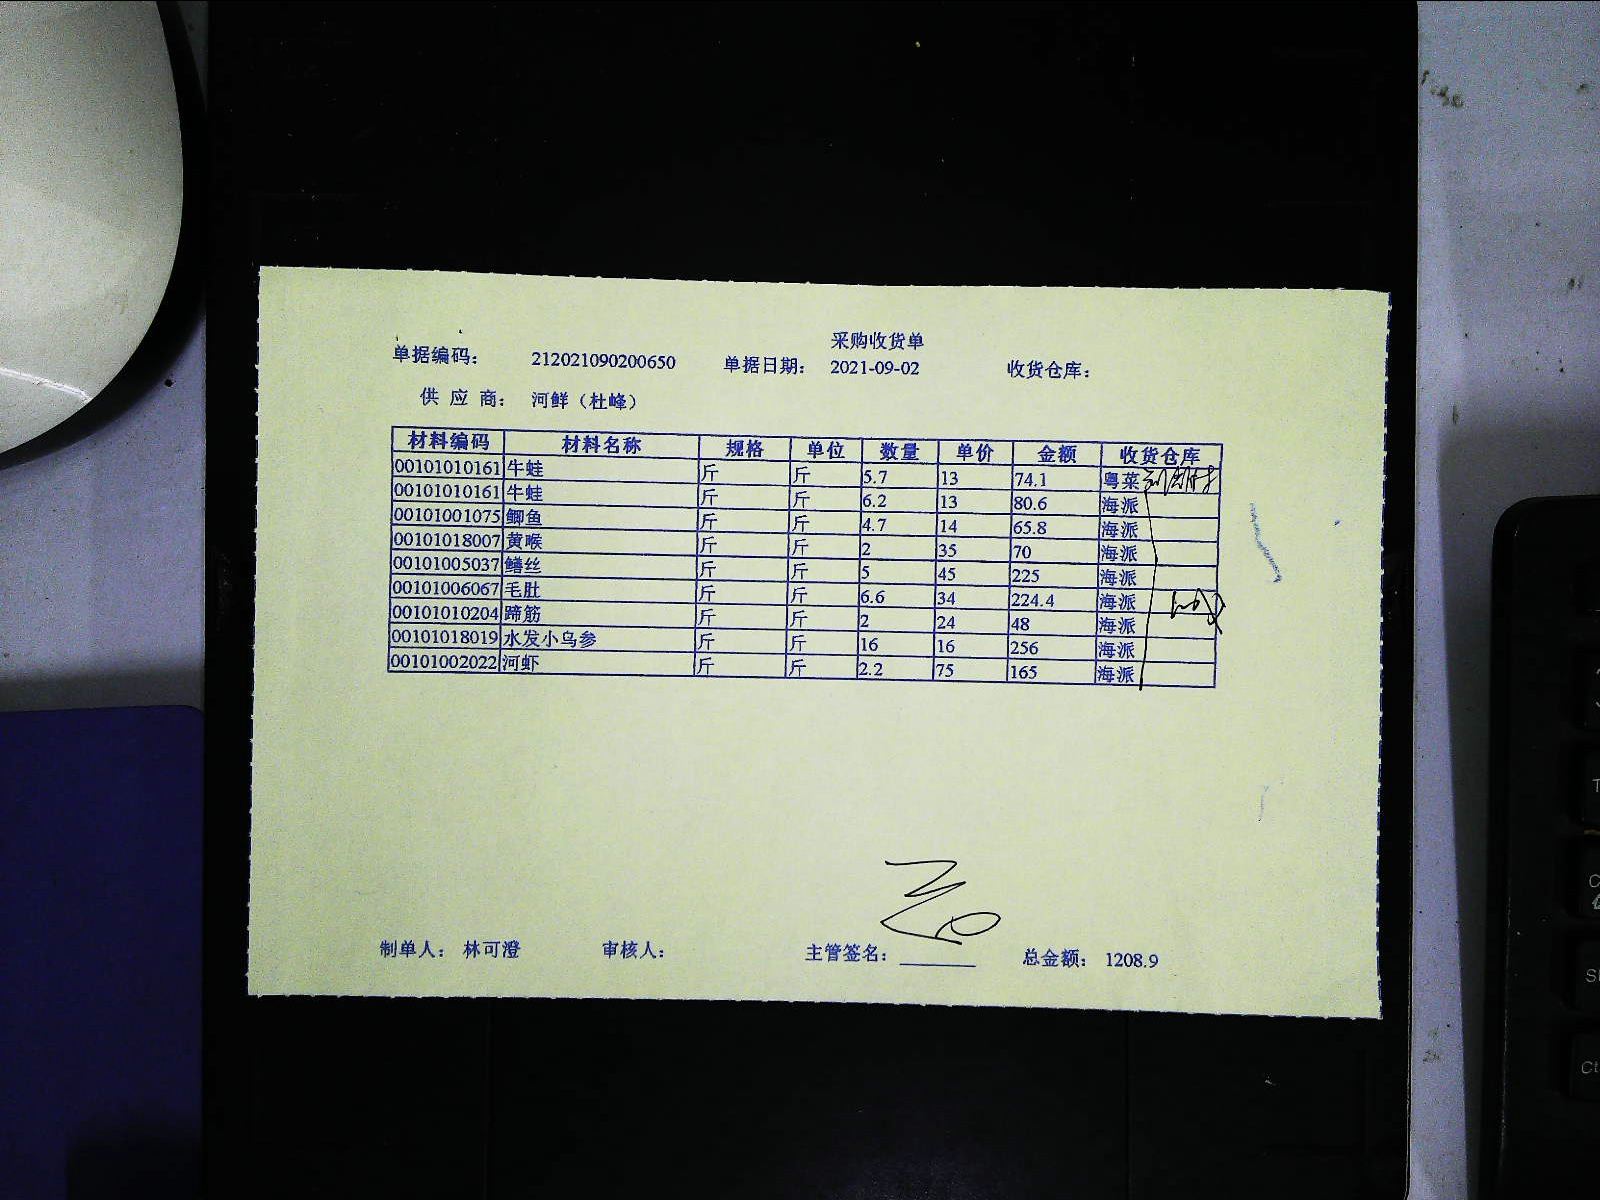 采购收货单
单据编码： 212021090200650 单据日期： 2021-09-02 收货仓库：
供 应 商： 河鲜（杜峰）
材料编码 材料名称 规格 单位 数量 单价 金额 收货仓库
00101010161 牛蛙 斤 斤 5.7 13 74.1 粤菜
00101010161 牛蛙 斤 斤 6.2 13 80.6 海派
00101001075 鲫鱼 斤 斤 4.7 14 65.8 海派
00101018007 黄喉 斤 斤 2 35 70 海派
00101005037 鳝丝 斤 斤 5 45 225 海派
00101006067 毛肚 斤 斤 6.6 34 224.4 海派
00101010204 蹄筋 斤 斤 2 24 48 海派
00101018019 水发小乌参 斤 斤 16 16 256 海派
00101002022 河虾 斤 斤 2.2 75 165 海派
制单人： 林可澄 审核人： 主管签名： 总金额： 1208.9